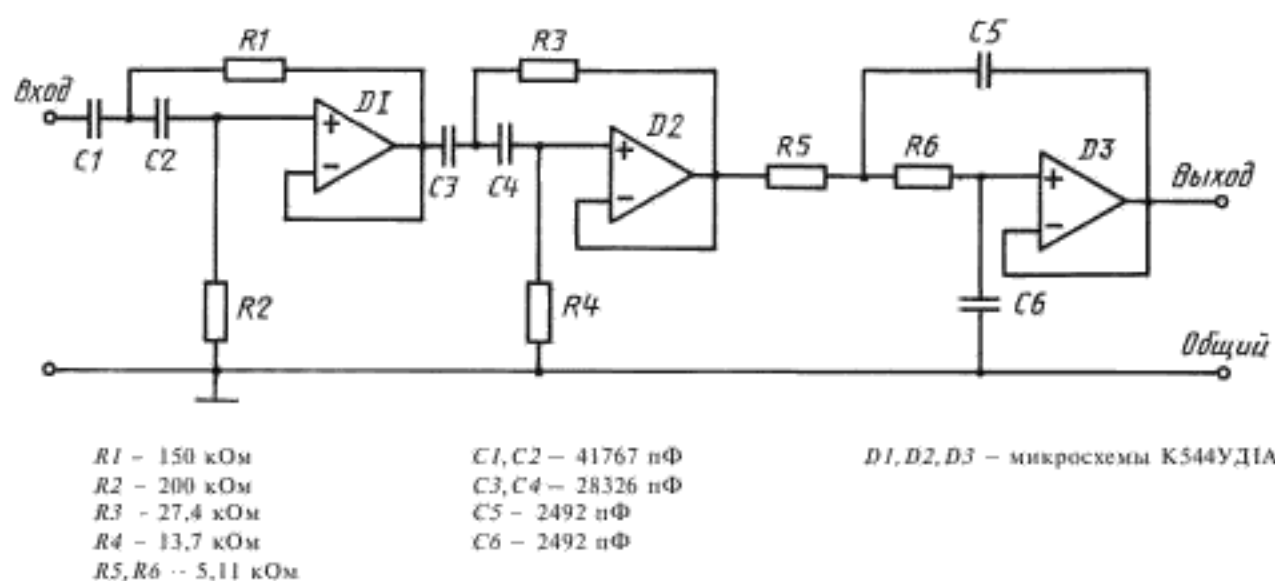 R1
R3
C5
Вход
D1
D2
D3
C1
C2
C3
C4
R5
R6
Выход
R2
R4
C6
Общий
R1 – 150 кОм
R2 – 200 кОм
R3 – 27,4 кОм
R4 – 13,7 кОм
R5, R6 – 5,11 кОм
C1, C2 – 41767 пФ
C3, C4 – 28326 пФ
C5 – 2492 пФ
C6 – 2492 пФ
D1, D2, D3 – микросхемы К544УД1А